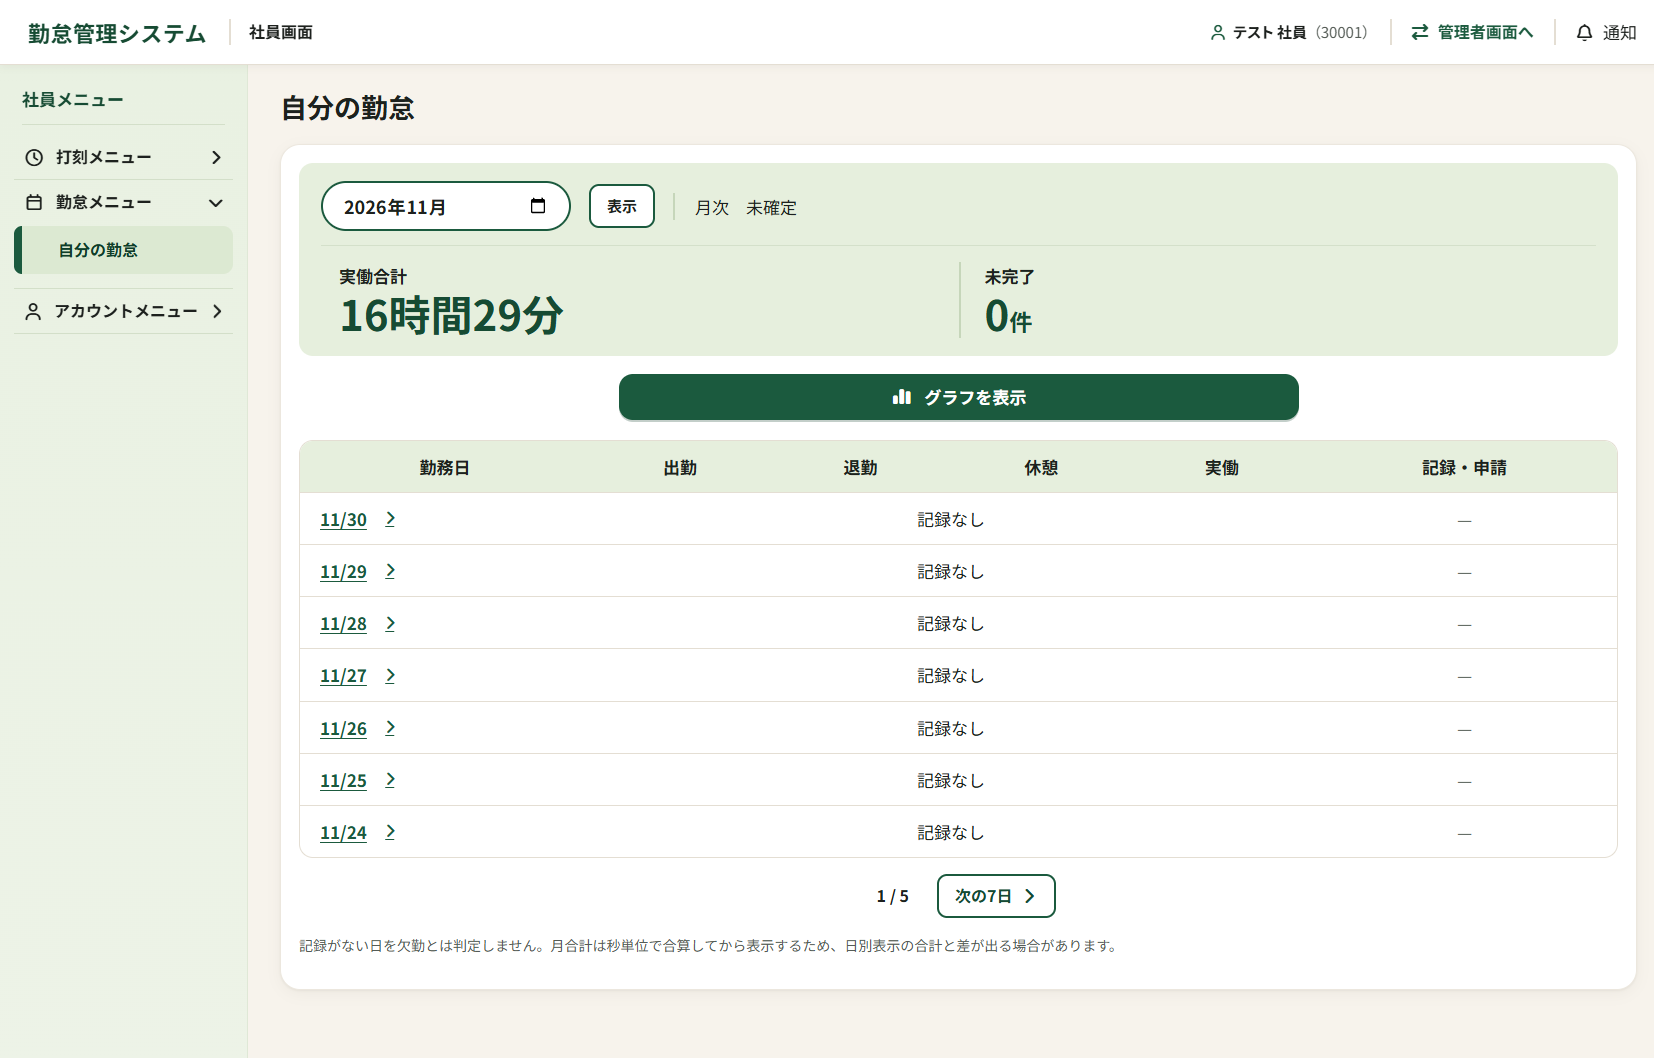 勤怠管理システム 社員画面 テスト 社員 （30001） 管理者画面へ 通知
社員メニュー
打刻メニュー
勤怠メニュー
自分の勤怠
アカウントメニュー
自分の勤怠
2026年11月 表示 月次 未確定
実働合計 未完了
16時間29分 0件
グラフを表示
勤務日 出勤 退勤 休憩 実働 記録・申請
11/30 記録なし —
11/29 記録なし —
11/28 記録なし —
11/27 記録なし —
11/26 記録なし —
11/25 記録なし —
11/24 記録なし —
1 / 5 次の7日
記録がない日を欠勤とは判定しません。月合計は秒単位で合算してから表示するため、日別表示の合計と差が出る場合があります。